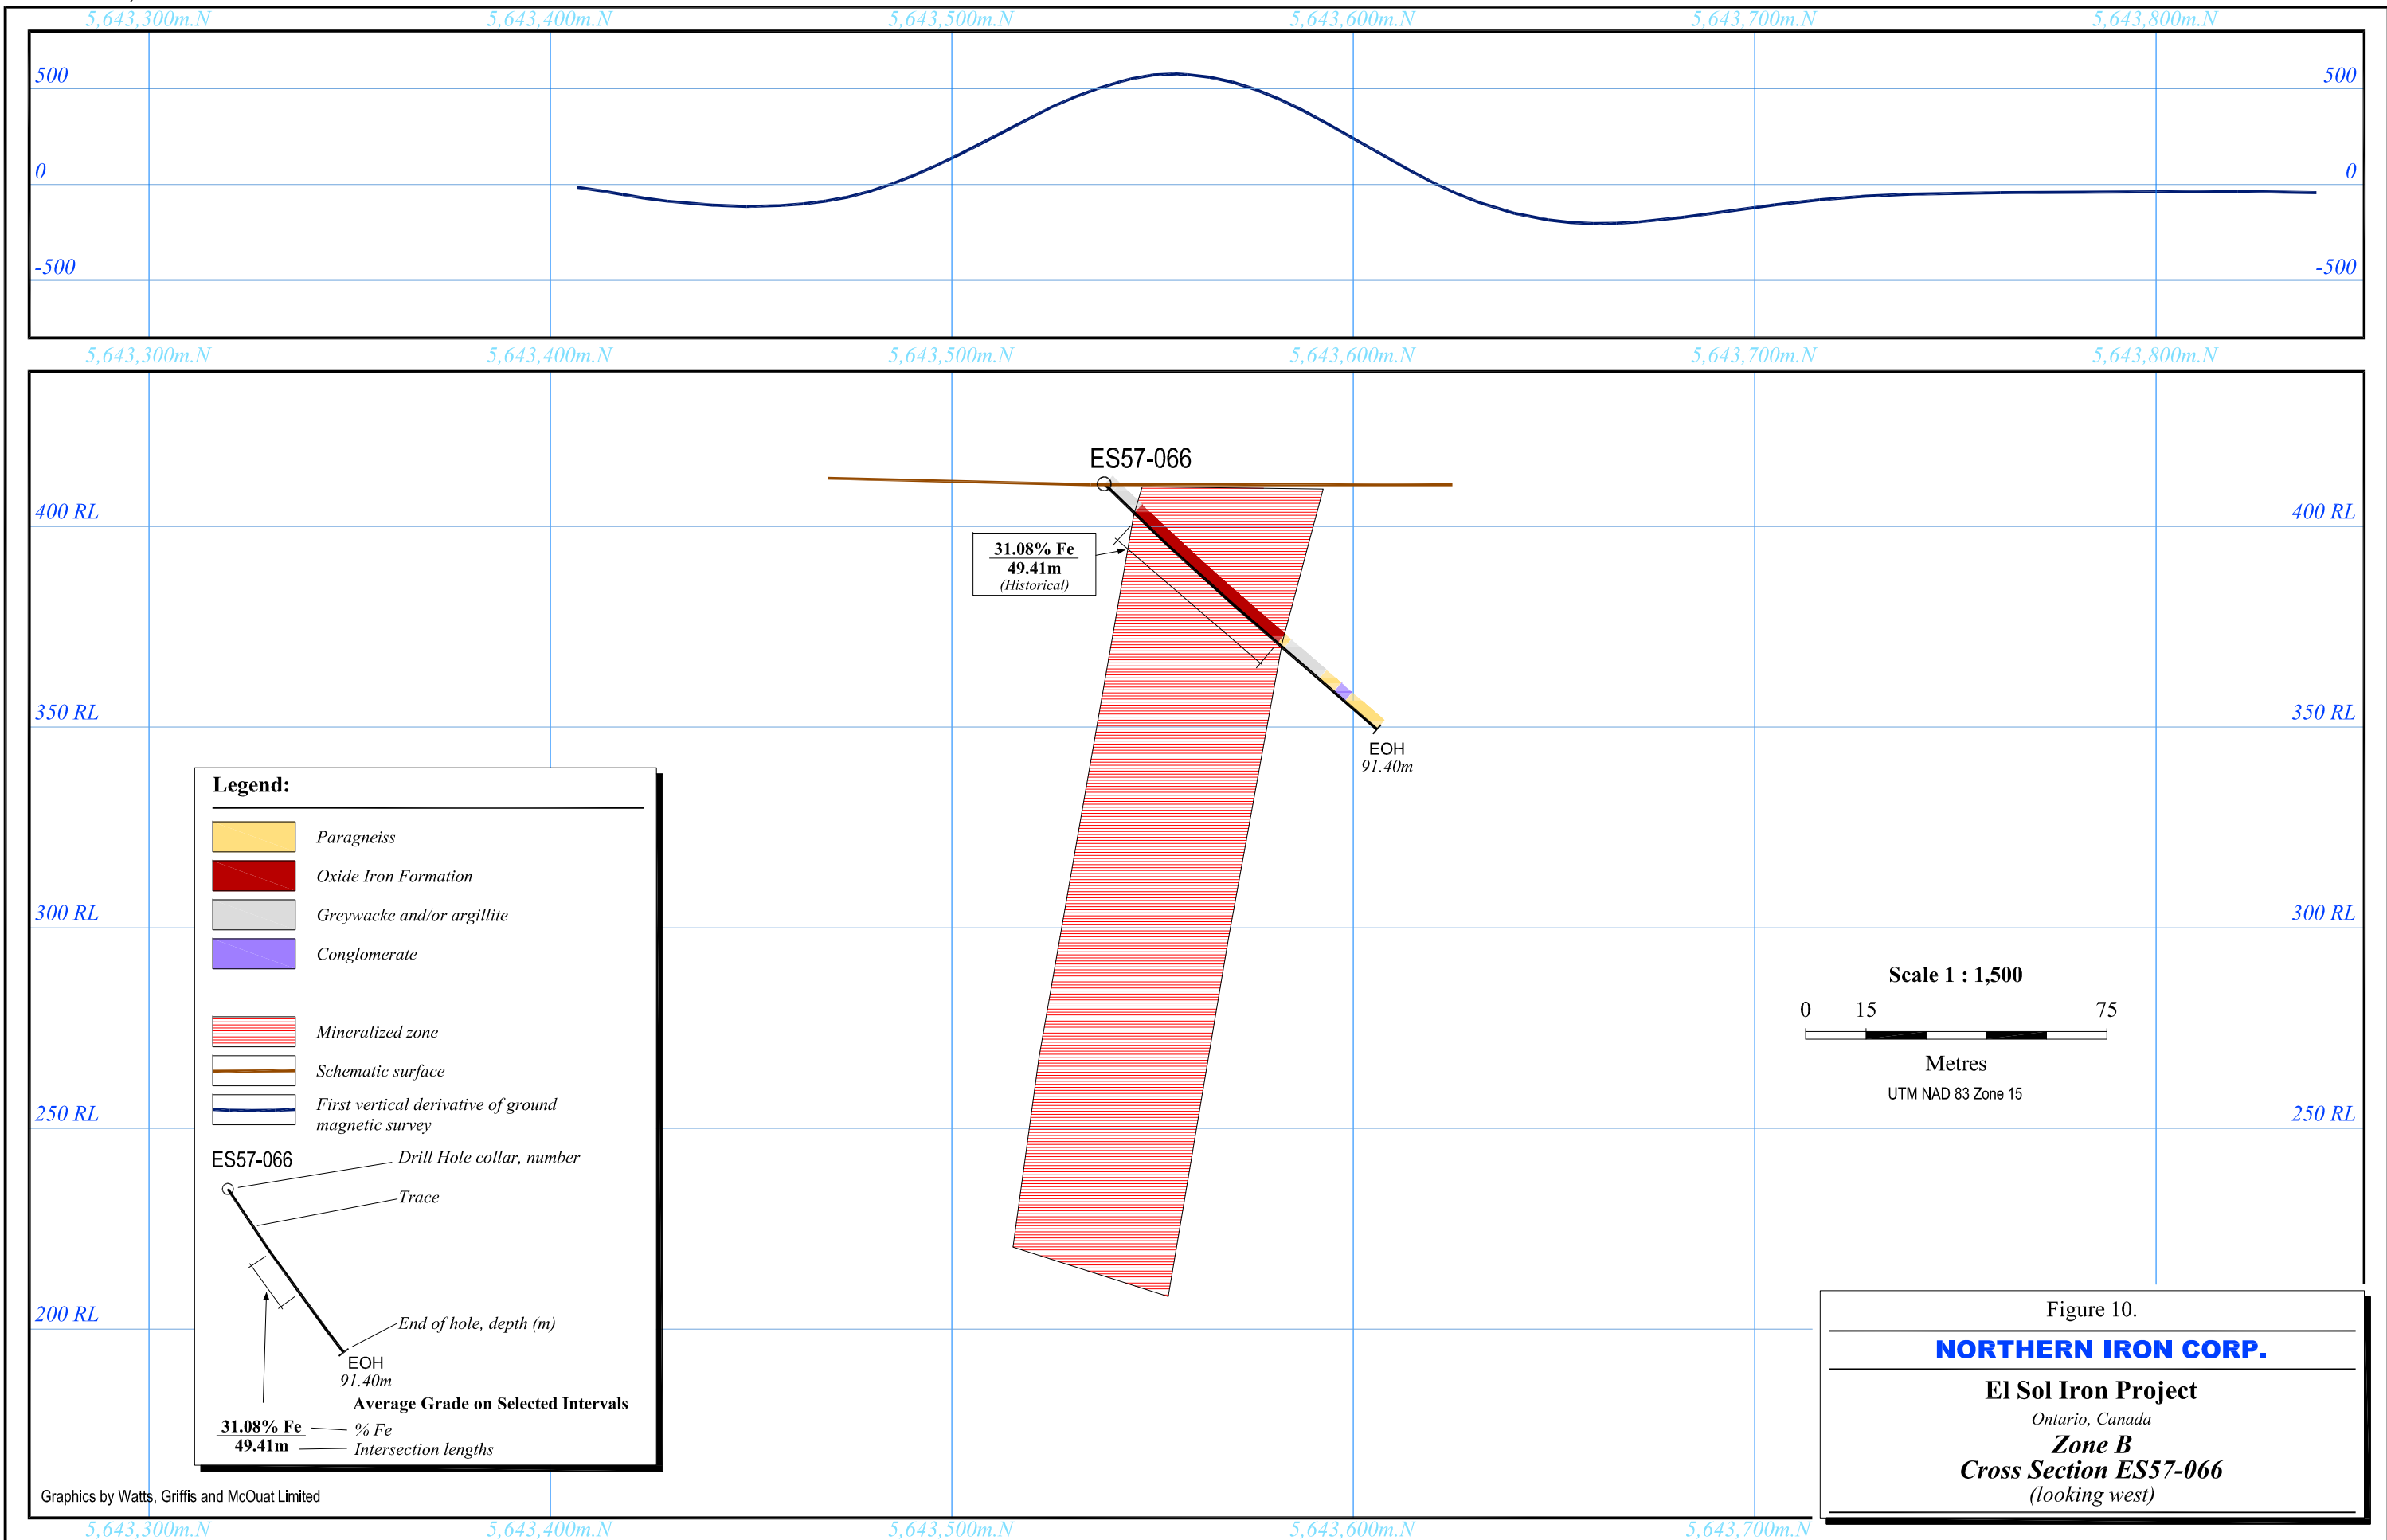 5,643,300m.N 5,643,400m.N 5,643,500m.N 5,643,600m.N 5,643,700m.N 5,643,800m.N
500 500
0 0
-500 -500
5,643,300m.N 5,643,400m.N 5,643,500m.N 5,643,600m.N 5,643,700m.N 5,643,800m.N
ES57-066
400 RL 400 RL
31.08% Fe
49.41m
(Historical)
350 RL 350 RL
EOH
91.40m
300 RL 300 RL
250 RL 250 RL
200 RL
Legend:
Paragneiss
Oxide Iron Formation
Greywacke and/or argillite
Conglomerate
Mineralized zone
Schematic surface
First vertical derivative of ground
magnetic survey
ES57-066
Drill Hole collar, number
Trace
End of hole, depth (m)
EOH
91.40m
Average Grade on Selected Intervals
31.08% Fe
% Fe
49.41m
Intersection lengths
Scale 1 : 1,500
0 15 75
Metres
UTM NAD 83 Zone 15
Figure 10.
NORTHERN IRON CORP.
El Sol Iron Project
Ontario, Canada
Zone B
Cross Section ES57-066
(looking west)
Graphics by Watts, Griffis and McOuat Limited
5,643,300m.N 5,643,400m.N 5,643,500m.N 5,643,600m.N 5,643,700m.N